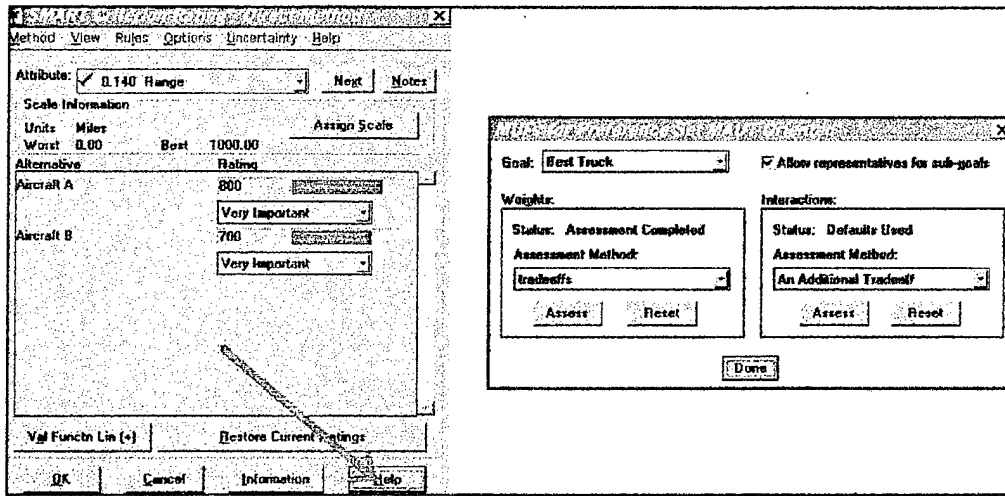 Method View Rules Options Uncertainty Help
Attribute: ✓ 0.140 Range Next Notes
Scale Information
Units Miles
Worst 0.00 Best 1000.00
Assign Scale
Alternative Rating
Aircraft A 800
Very Important
Aircraft B 700
Very Important
Val Functn Lin (+) Restore Current Ratings
OK Cancel Information Help
Goal: Best Truck
Allow representatives for sub-goals
Weights:
Status: Assessment Completed
Assessment Method:
tradeoffs
Assess Reset
Interactions:
Status: Defaults Used
Assessment Method:
An Additional Tradeoff
Assess Reset
Done